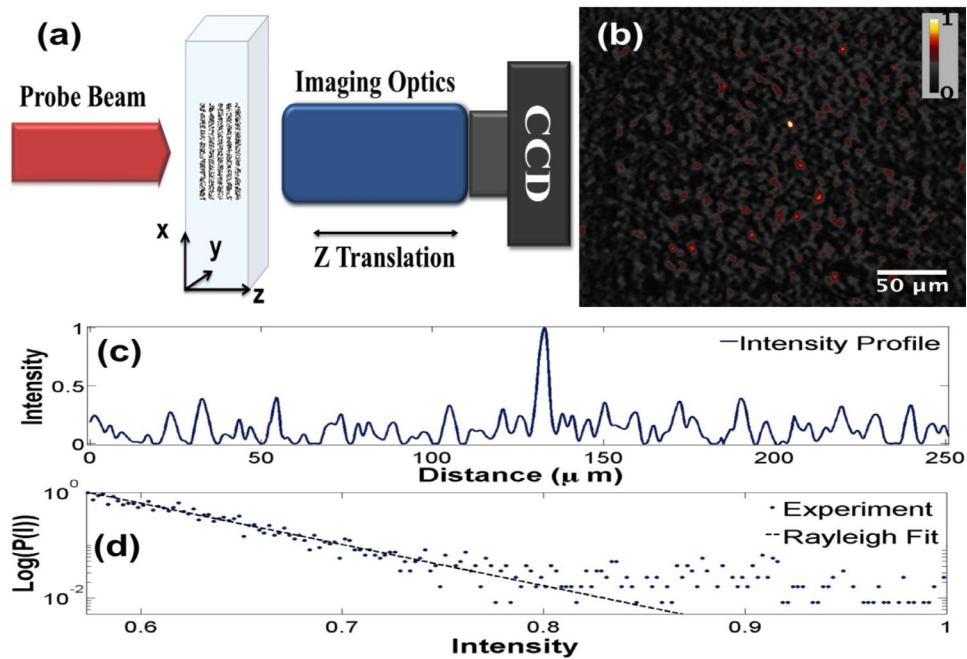 (a)
Probe Beam
Imaging Optics
CCD
x
y
z
Z Translation
(b)
1
0
50 μm
(c)
Intensity Profile
Intensity
1
0.5
0
0
50
100
150
200
250
Distance (μ m)
(d)
Experiment
Rayleigh Fit
Log(P(I))
10⁰
10⁻²
0.6
0.7
0.8
0.9
1
Intensity